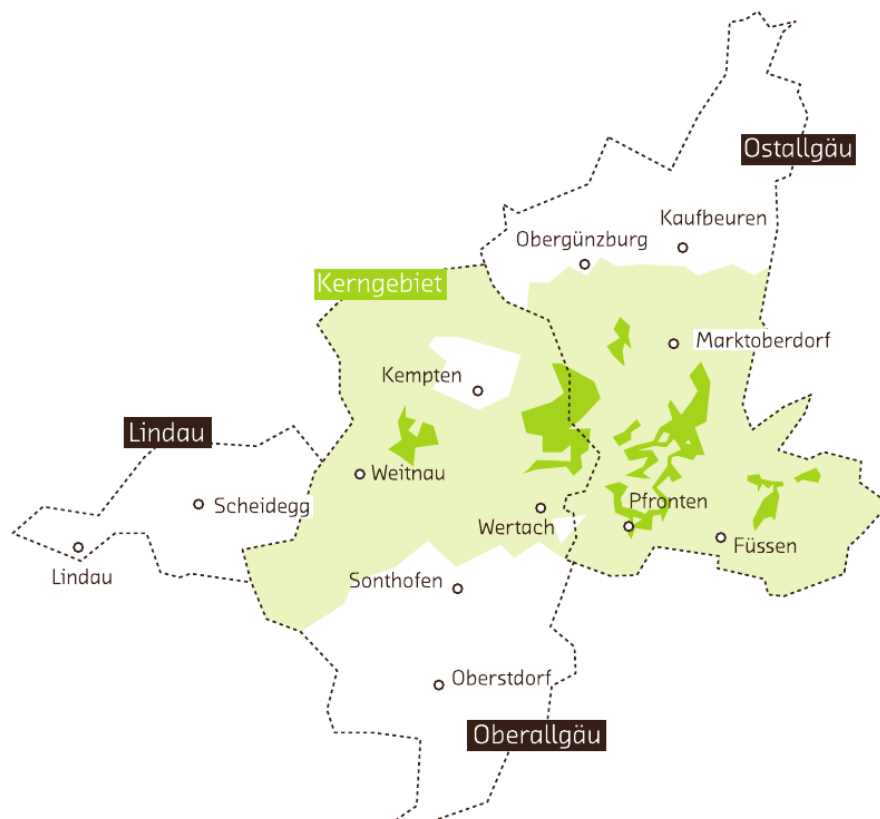 Ostallgäu
Kaufbeuren
Obergünzburg
Kerngebiet
Marktoberdorf
Kempten
Lindau
Weitnau
Scheidegg
Pfronten
Wertach
Füssen
Lindau
Sonthofen
Oberstdorf
Oberallgäu